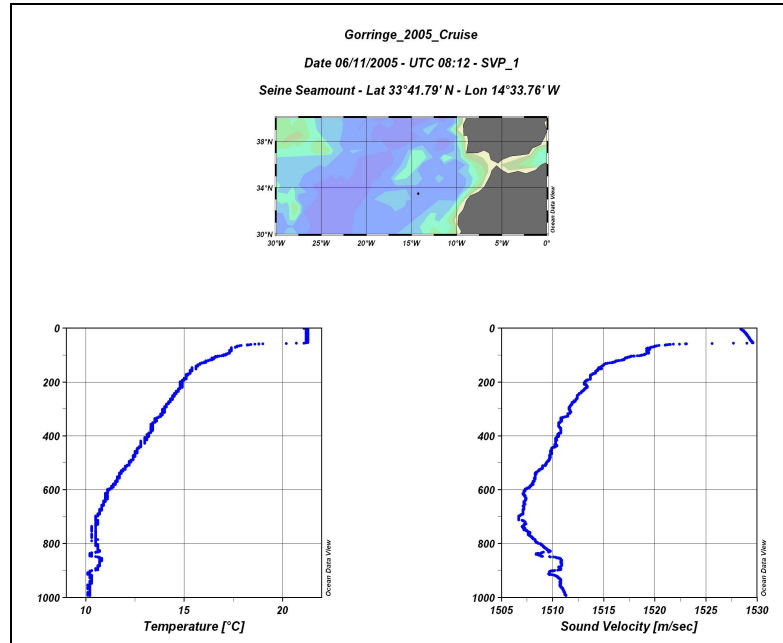 Gorringe_2005_Cruise
Date 06/11/2005 - UTC 08:12 - SVP_1
Seine Seamount - Lat 33°41.79' N - Lon 14°33.76' W
38°N
34°N
30°N
30°W 25°W 20°W 15°W 10°W 5°W 0°
Ocean Data View
0
200
400
600
800
1000
10 15 20
Temperature [°C]
Ocean Data View
0
200
400
600
800
1000
1505 1510 1515 1520 1525 1530
Sound Velocity [m/sec]
Ocean Data View